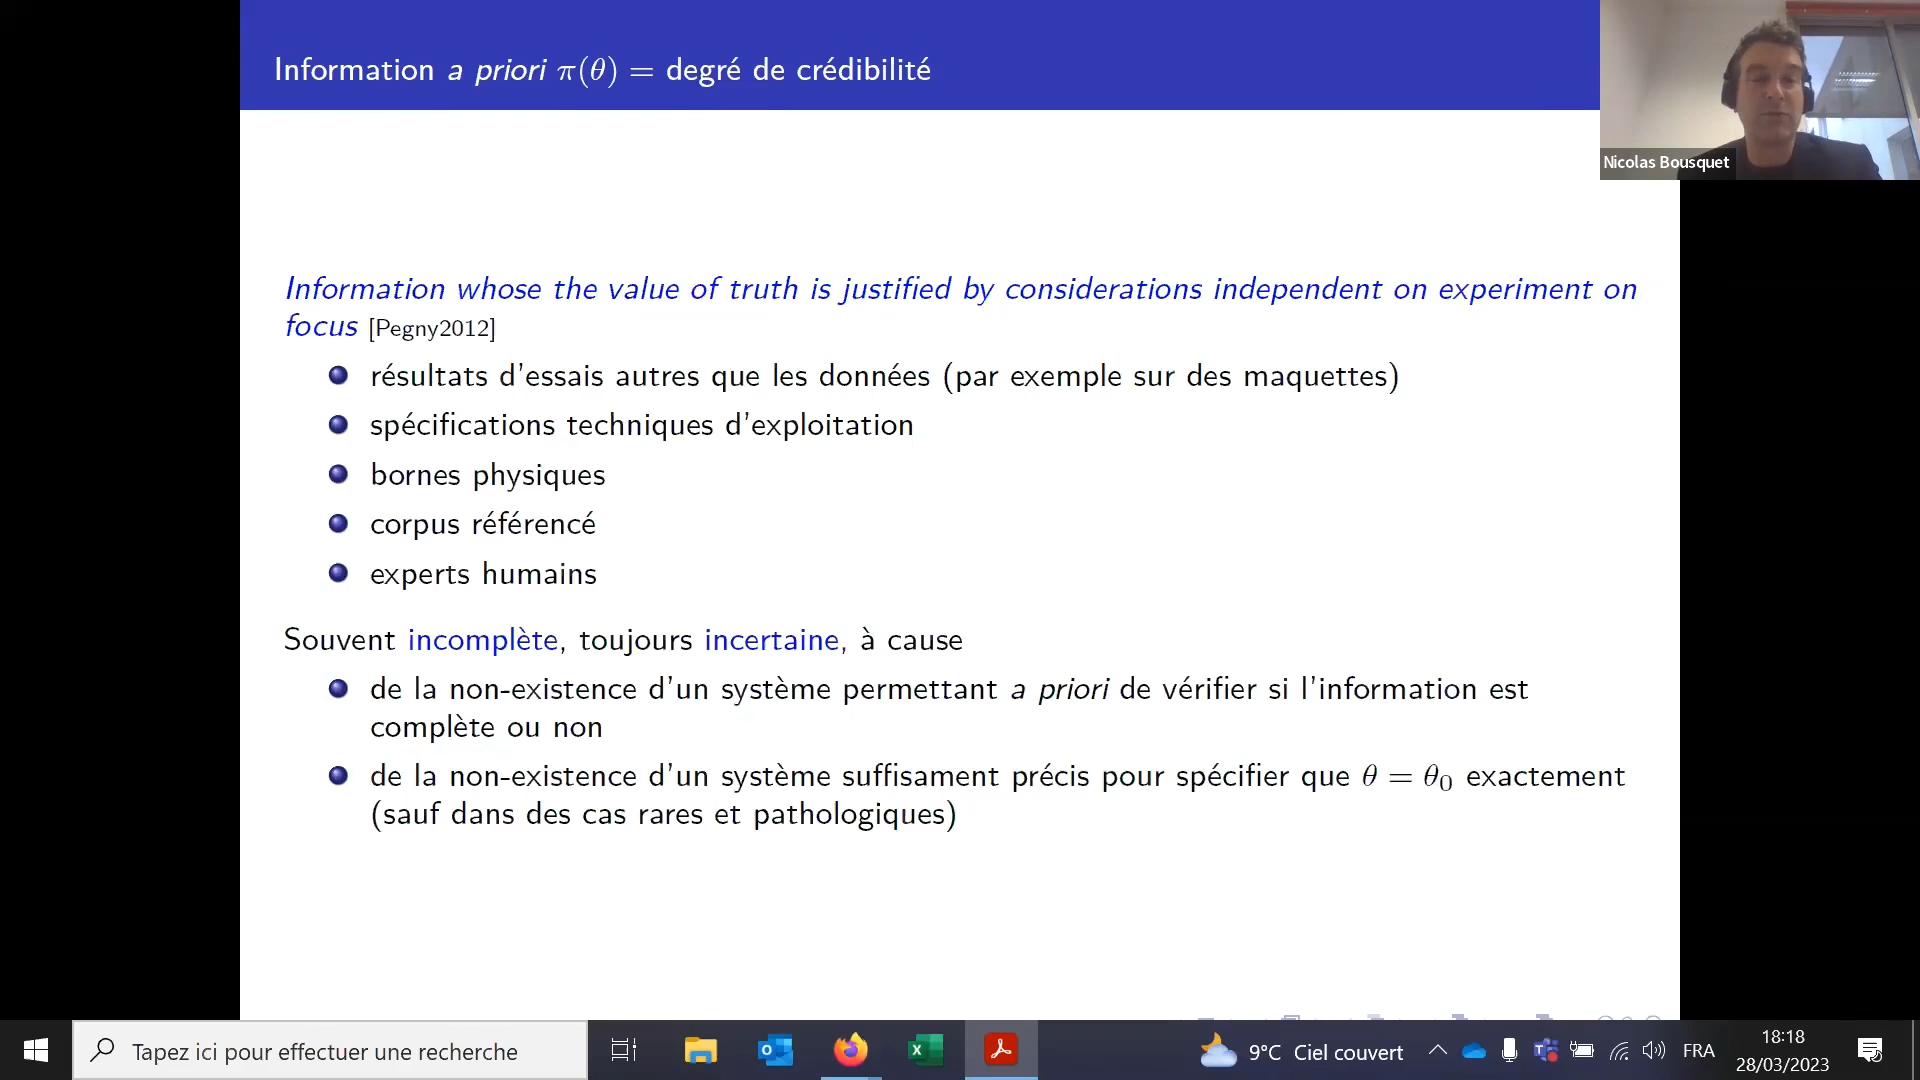 Information a priori π(θ) = degré de crédibilité
Nicolas Bousquet
Information whose the value of truth is justified by considerations independent on experiment on
focus [Pegny2012]
résultats d'essais autres que les données (par exemple sur des maquettes)
spécifications techniques d'exploitation
bornes physiques
corpus référencé
experts humains
Souvent incomplète, toujours incertaine, à cause
de la non-existence d'un système permettant a priori de vérifier si l'information est
complète ou non
de la non-existence d'un système suffisament précis pour spécifier que θ = θ0 exactement
(sauf dans des cas rares et pathologiques)
Tapez ici pour effectuer une recherche
9°C Ciel couvert
FRA
18:18
28/03/2023